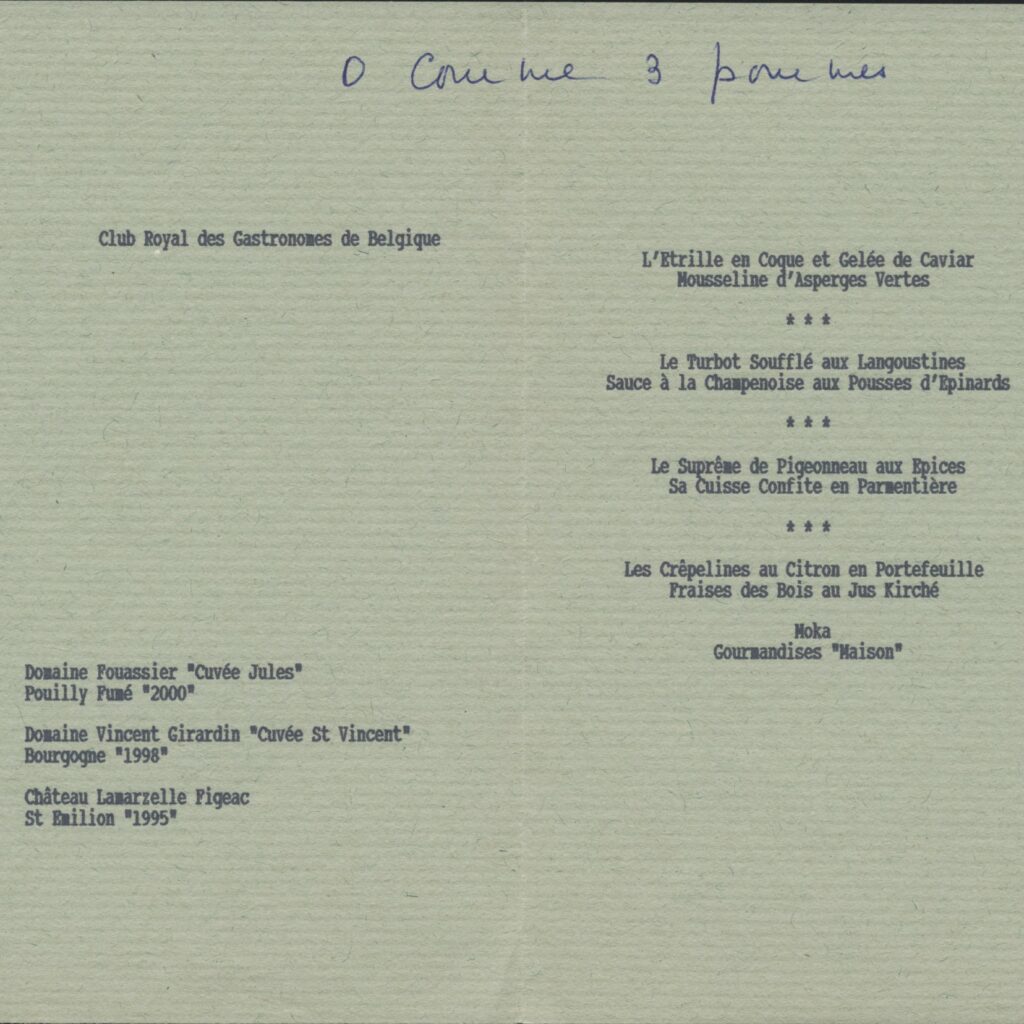 O Comme 3 pommes
Club Royal des Gastronomes de Belgique
Domaine Fouassier "Cuvée Jules"
Pouilly Fumé "2000"
Domaine Vincent Girardin "Cuvée St Vincent"
Bourgogne "1998"
Château Lamarzelle Figeac
St Emilion "1995"
L'Etrille en Coque et Gelée de Caviar
Mousseline d'Asperges Vertes
* * *
Le Turbot Soufflé aux Langoustines
Sauce à la Champenoise aux Pousses d'Epinards
* * *
Le Suprême de Pigeonneau aux Epices
Sa Cuisse Confite en Parmentière
* * *
Les Crêpelines au Citron en Portefeuille
Fraises des Bois au Jus Kirché
Moka
Gourmandises "Maison"